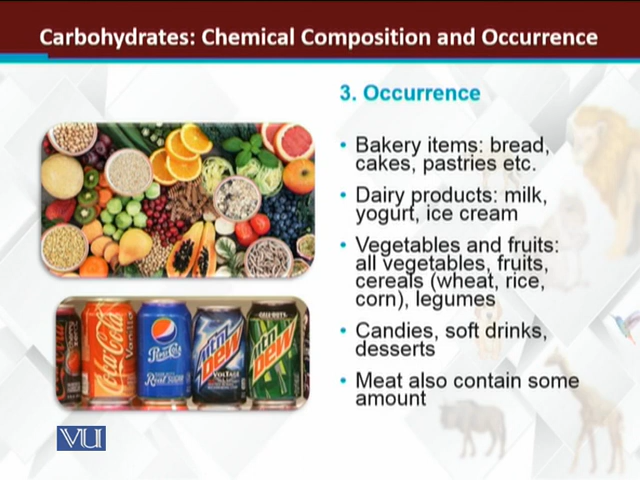 Carbohydrates: Chemical Composition and Occurrence
3. Occurrence
• Bakery items: bread,
cakes, pastries etc.
• Dairy products: milk,
yogurt, ice cream
• Vegetables and fruits:
all vegetables, fruits,
cereals (wheat, rice,
corn), legumes
• Candies, soft drinks,
desserts
• Meat also contain some
amount
Coca-Cola
Vanilla
Pepsi-Cola
mtn
DEW
VOLTAGE
mtn
DEW
VU